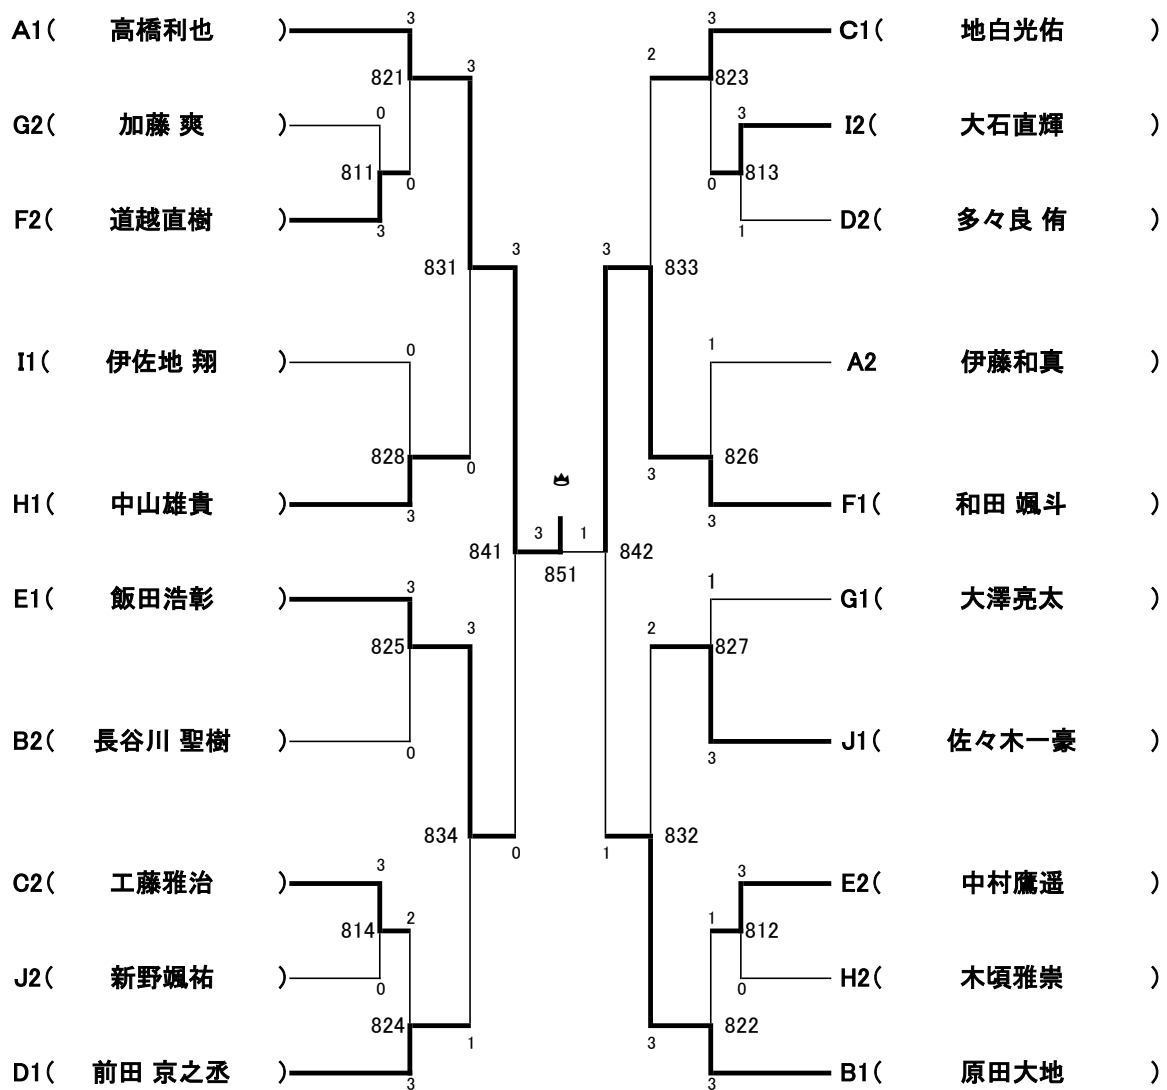 3 3
A1( 高橋利也 ) C1( 地白光佑 )
3 2
821 823
0 3
G2( 加藤 爽 ) I2( 大石直輝 )
811 813
0 0
F2( 道越直樹 ) D2( 多々良 侑 )
3 1
3 3
831 833
0 1
I1( 伊佐地 翔 ) A2 伊藤和真 )
828 826
0 3
H1( 中山雄貴 ) F1( 和田 颯斗 )
3 3
3 1
841 842
851
3 1
E1( 飯田浩彰 ) G1( 大澤亮太 )
3 2
825 827
B2( 長谷川 聖樹 ) J1( 佐々木一豪 )
0 3
834 832
0 1
3 3
C2( 工藤雅治 ) E2( 中村鷹遥 )
2 1
814 812
J2( 新野颯祐 ) H2( 木頃雅崇 )
0 0
824 822
1 3
D1( 前田 京之丞 ) B1( 原田大地 )
3 3